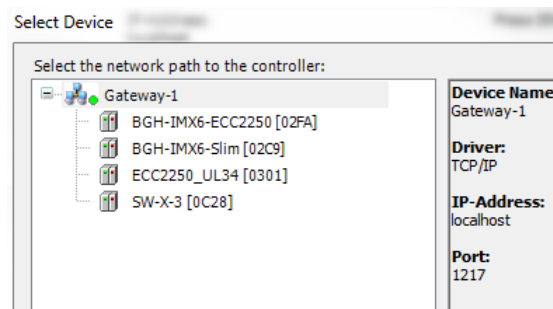 Select Device
Select the network path to the controller:
Gateway-1
BGH-IMX6-ECC2250 [02FA]
BGH-IMX6-Slim [02C9]
ECC2250_UL34 [0301]
SW-X-3 [0C28]
Device Name
Gateway-1
Driver:
TCP/IP
IP-Address:
localhost
Port:
1217